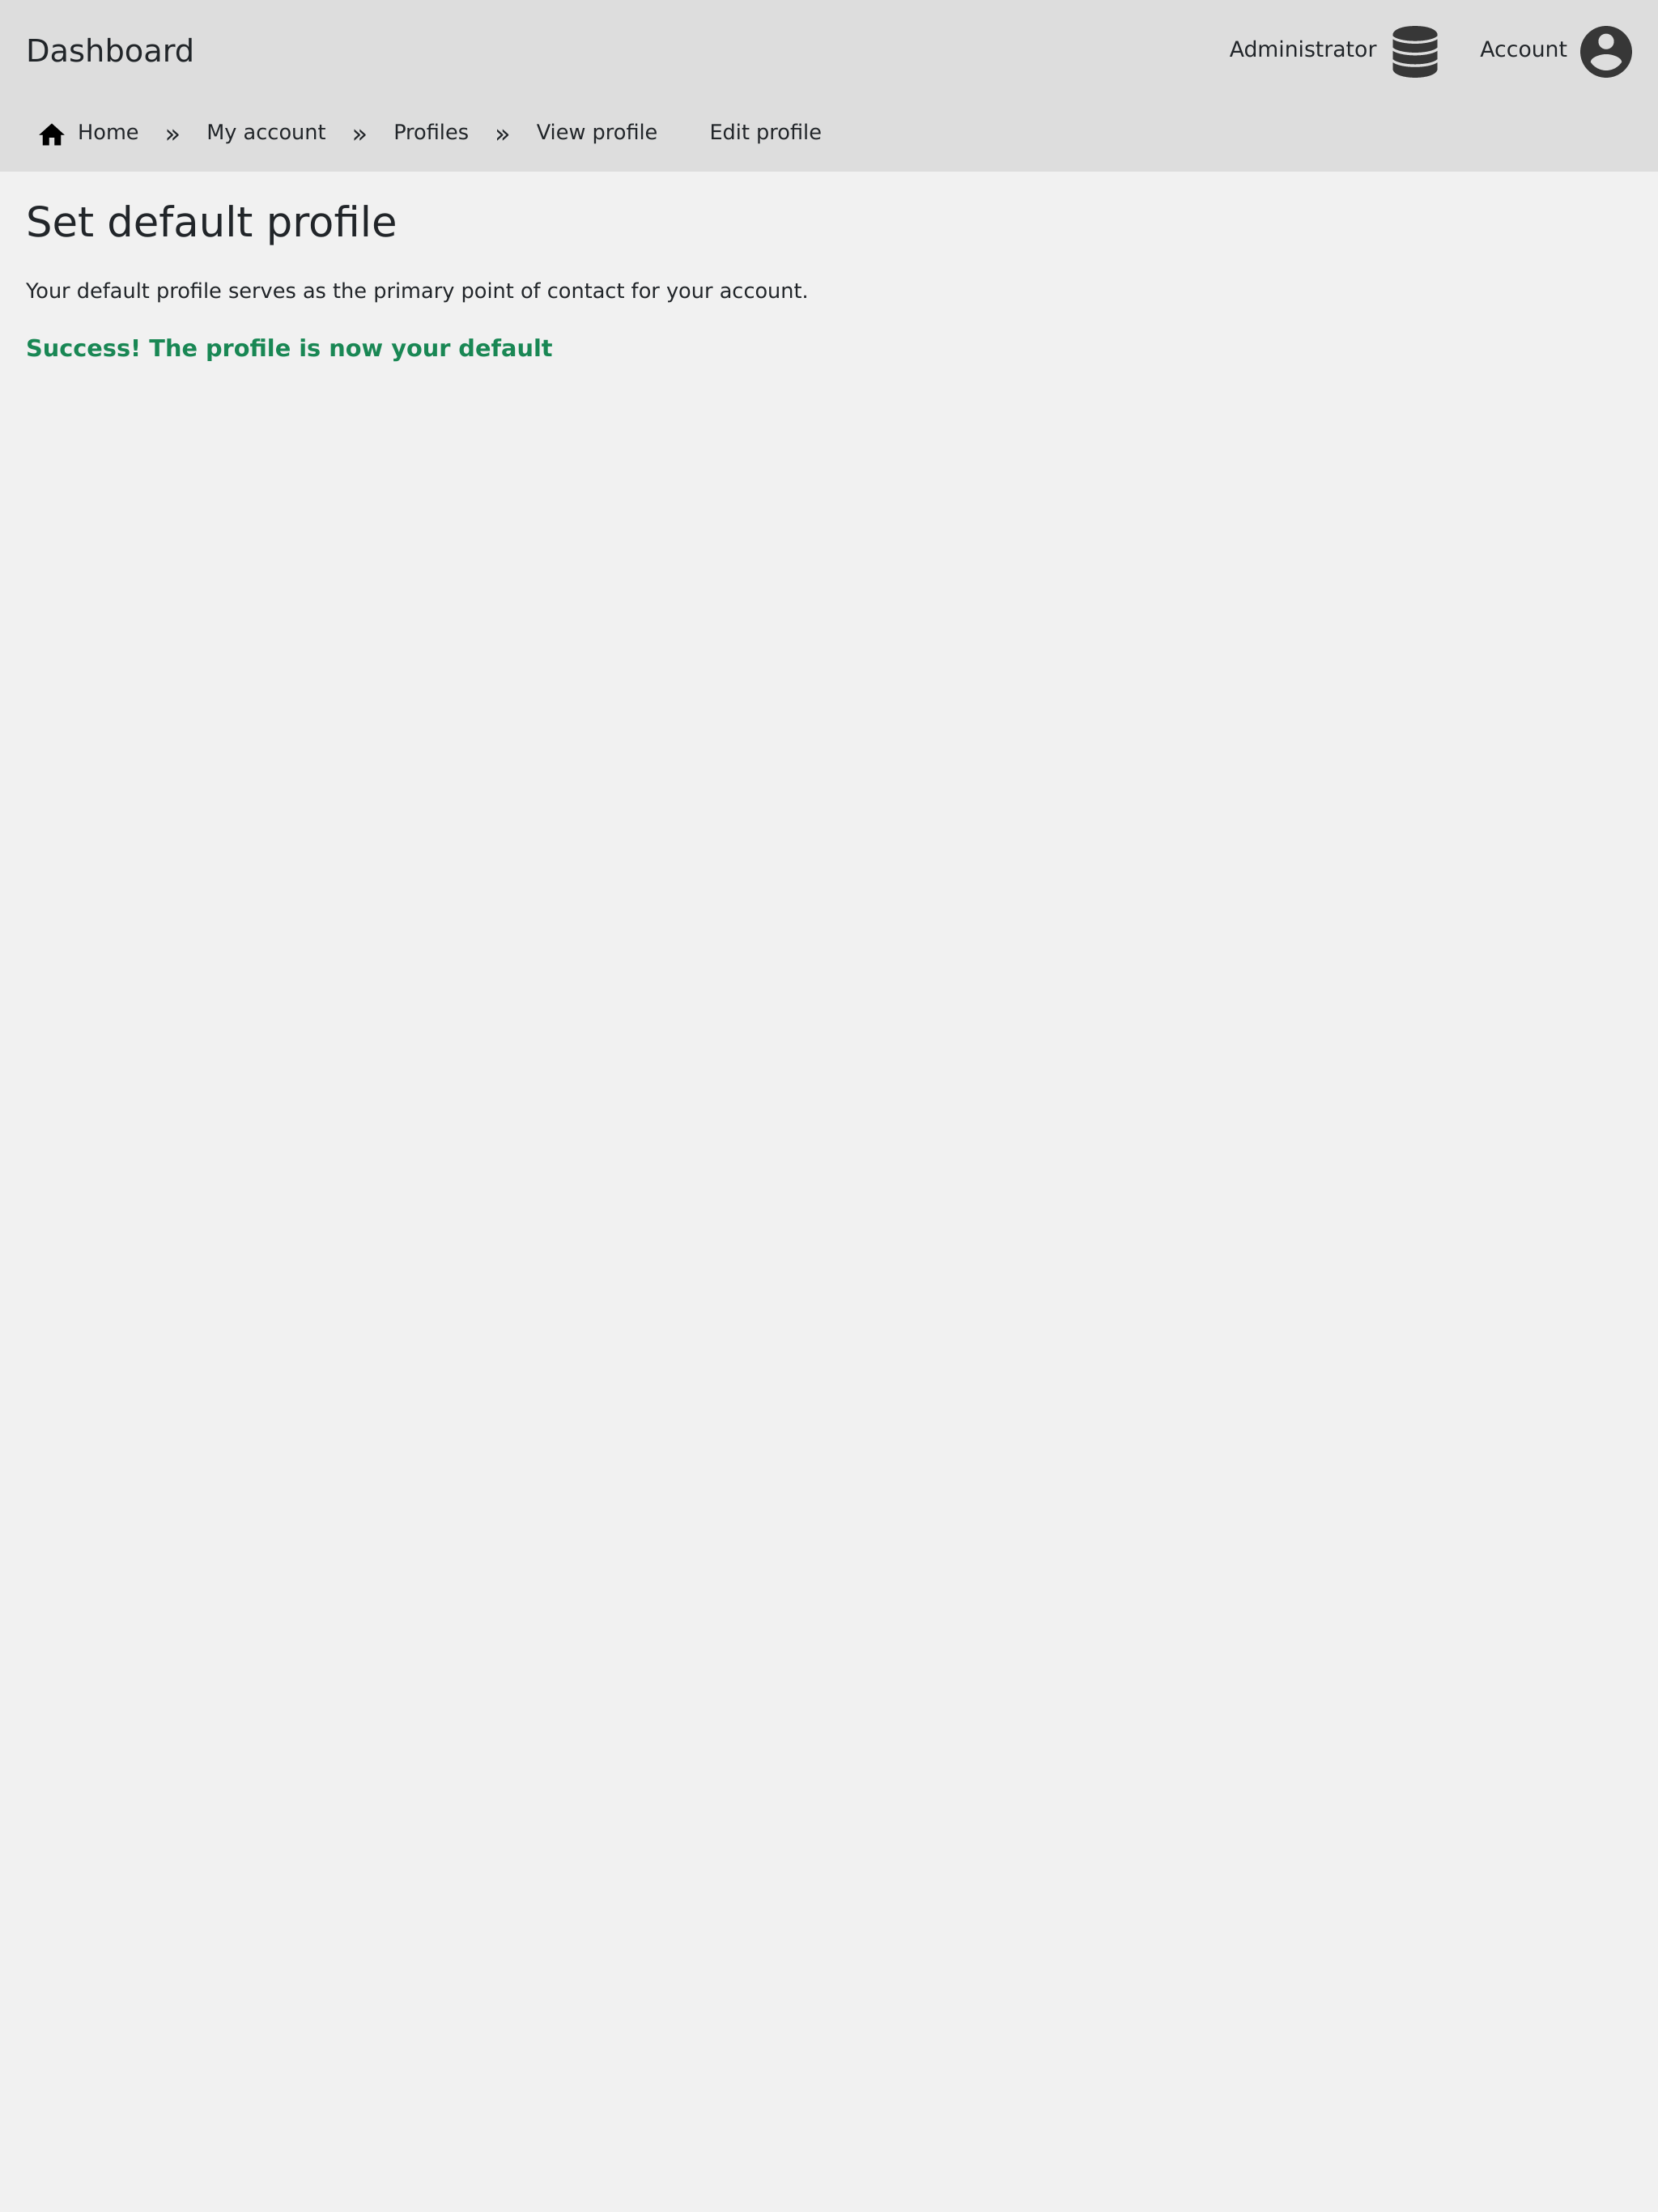 Dashboard
Administrator
Account
Home » My account » Profiles » View profile Edit profile
Set default profile
Your default profile serves as the primary point of contact for your account.
Success! The profile is now your default